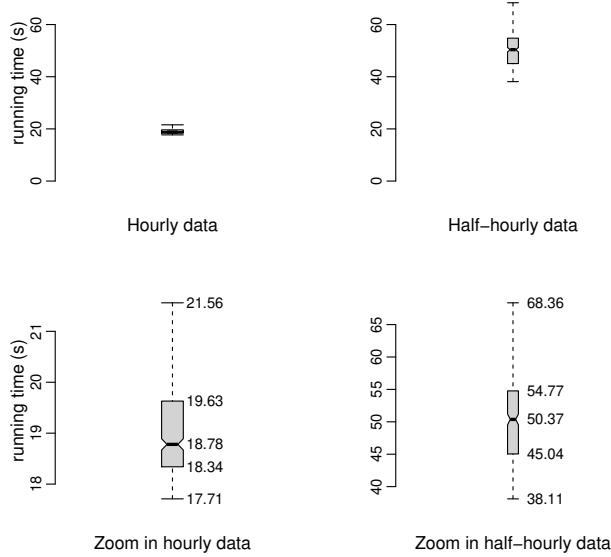 running time (s)
0 20 40 60
Hourly data
0 20 40 60
Half−hourly data
running time (s)
18 19 20 21
21.56
19.63
18.78
18.34
17.71
Zoom in hourly data
40 45 50 55 60 65
68.36
54.77
50.37
45.04
38.11
Zoom in half−hourly data